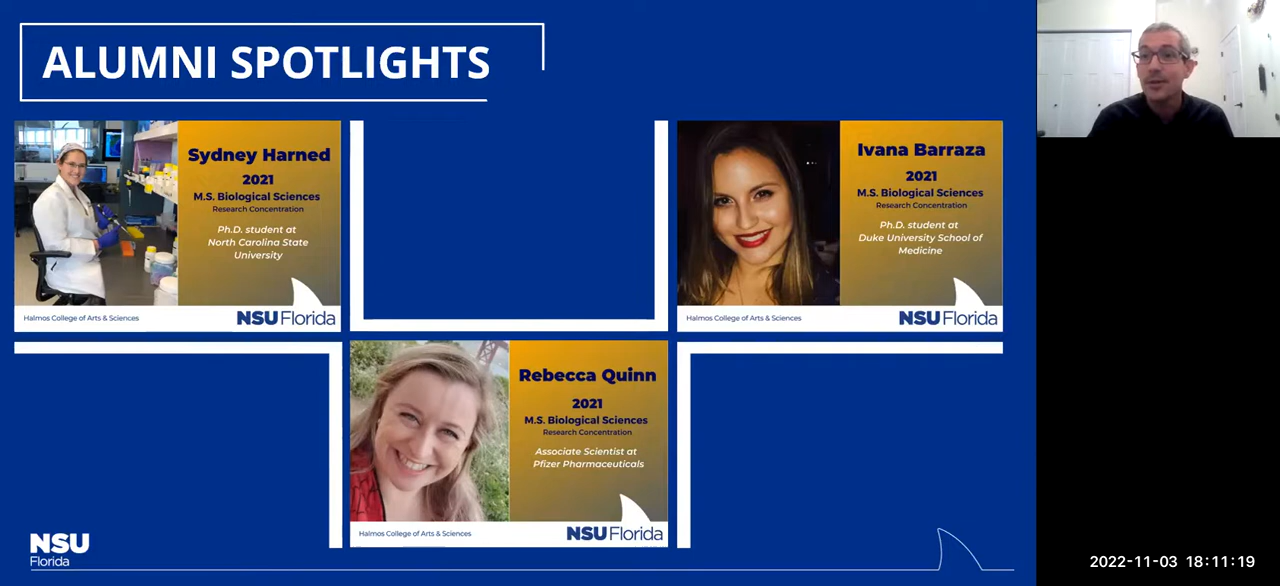 ALUMNI SPOTLIGHTS
Sydney Harned
2021
M.S. Biological Sciences
Research Concentration
Ph.D. student at
North Carolina State
University
Halmos College of Arts & Sciences
NSU Florida
Ivana Barraza
2021
M.S. Biological Sciences
Research Concentration
Ph.D. student at
Duke University School of
Medicine
Halmos College of Arts & Sciences
NSU Florida
Rebecca Quinn
2021
M.S. Biological Sciences
Research Concentration
Associate Scientist at
Pfizer Pharmaceuticals
Halmos College of Arts & Sciences
NSU Florida
NSU
Florida
2022-11-03 18:11:19